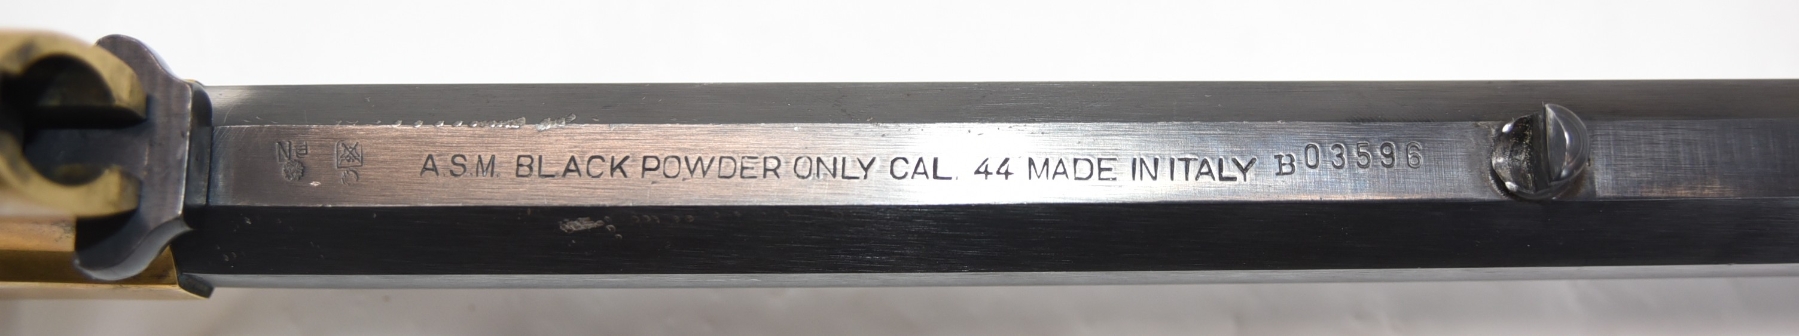 A.S.M. BLACK POWDER ONLY CAL. 44 MADE IN ITALY B03596